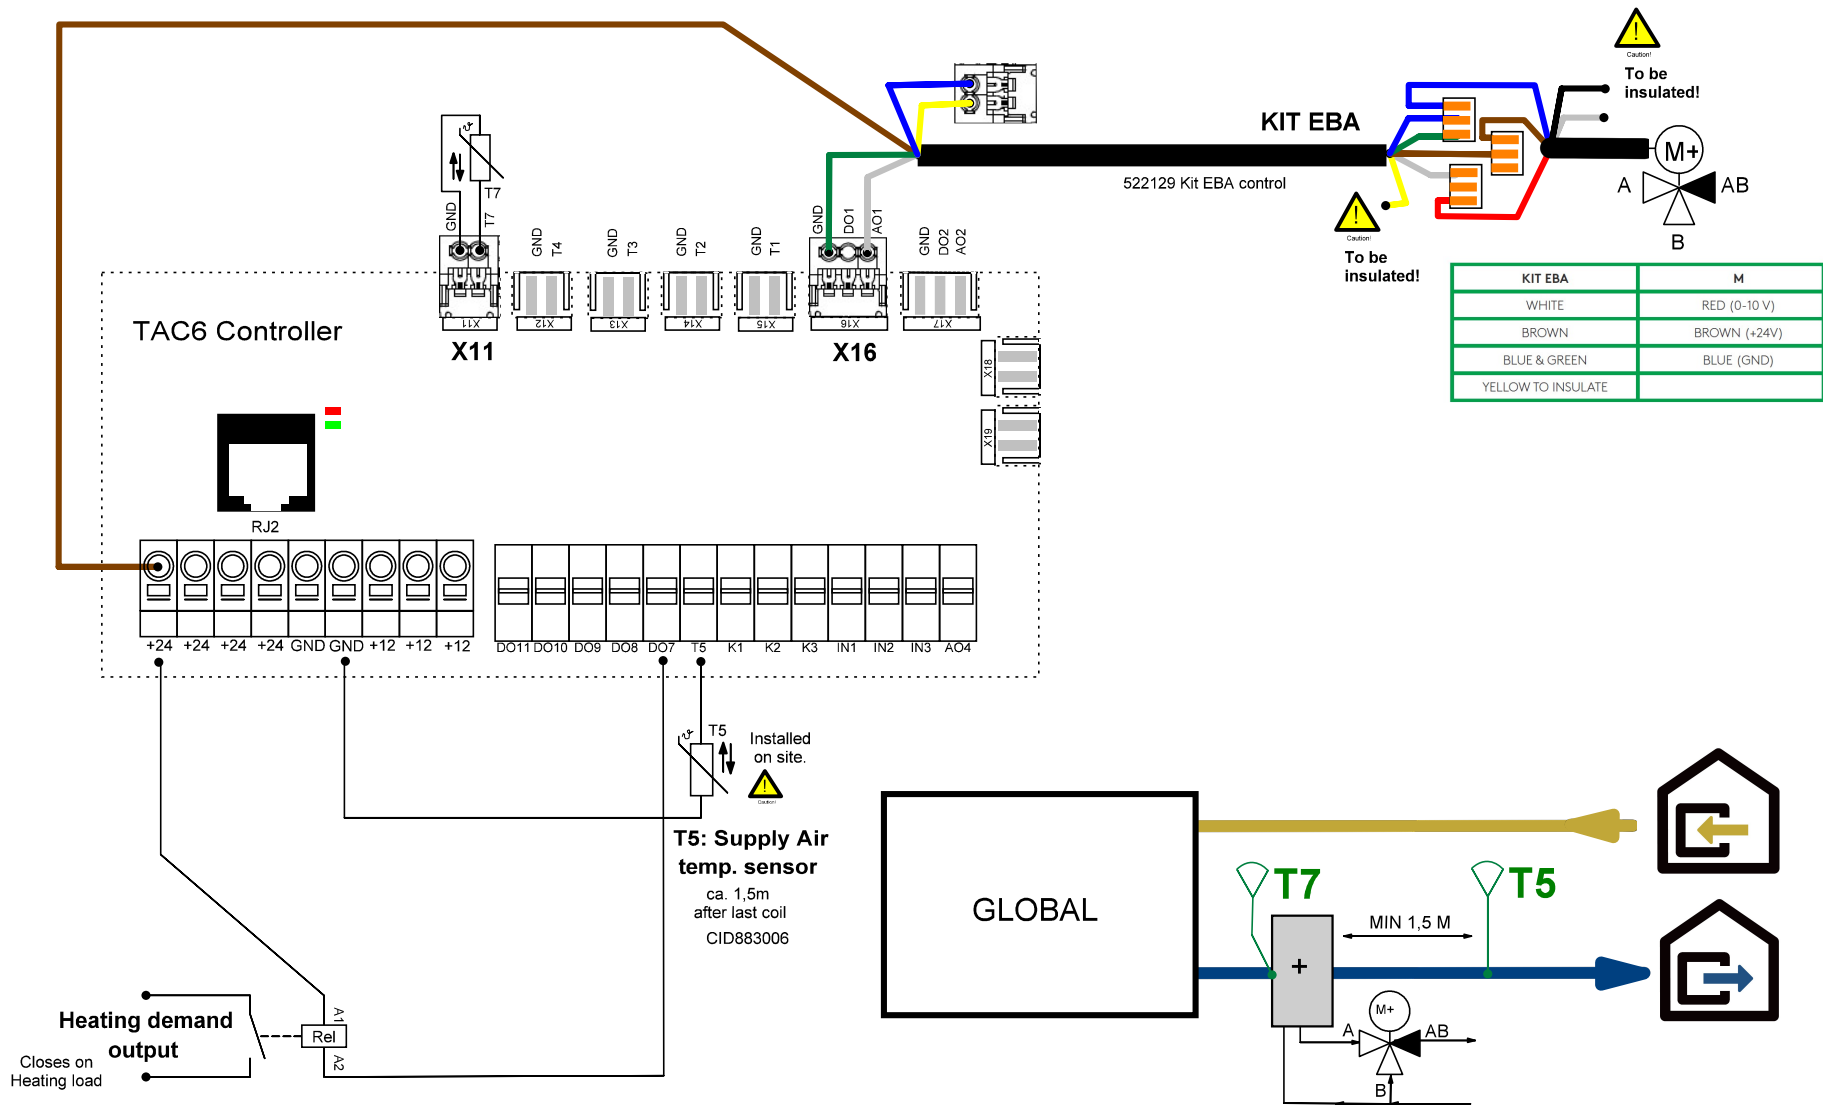 Caution!
To be
insulated!
KIT EBA
522129 Kit EBA control
M+
A
AB
B
Caution!
To be
insulated!
KIT EBA
M
WHITE
RED (0-10 V)
BROWN
BROWN (+24V)
BLUE & GREEN
BLUE (GND)
YELLOW TO INSULATE
T7
GND
T7
GND
T4
GND
T3
GND
T2
GND
T1
GND
DO1
AO1
GND
DO2
AO2
X11
X12
X13
X14
X15
X16
X17
X11
X16
X18
X19
TAC6 Controller
RJ2
+24
+24
+24
+24
GND
GND
+12
+12
+12
DO11
DO10
DO9
DO8
DO7
T5
K1
K2
K3
IN1
IN2
IN3
AO4
T5
Installed
on site.
Caution!
T5: Supply Air
temp. sensor
ca. 1,5m
after last coil
CID883006
Heating demand
output
Closes on
Heating load
A1
Rel
A2
GLOBAL
T7
T5
MIN 1,5 M
+
M+
A
AB
B